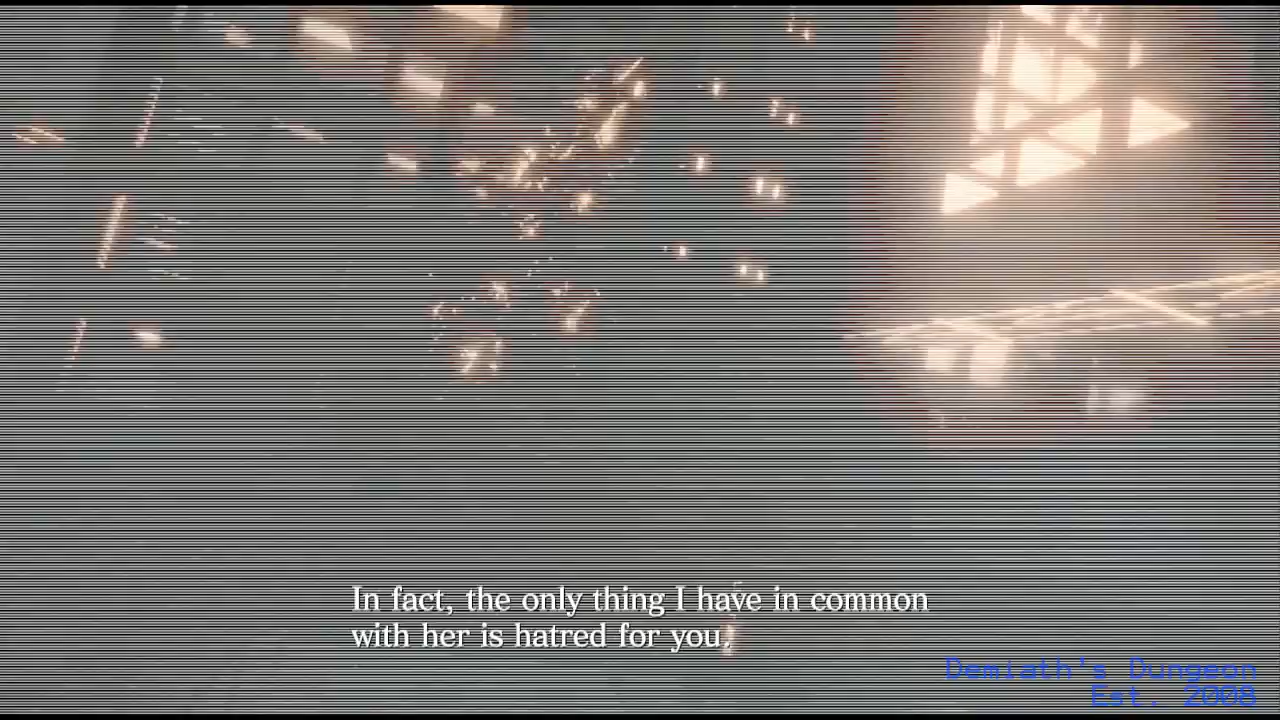 In fact, the only thing I have in common
with her is hatred for you.
Demiath's Dungeon
Est. 2008